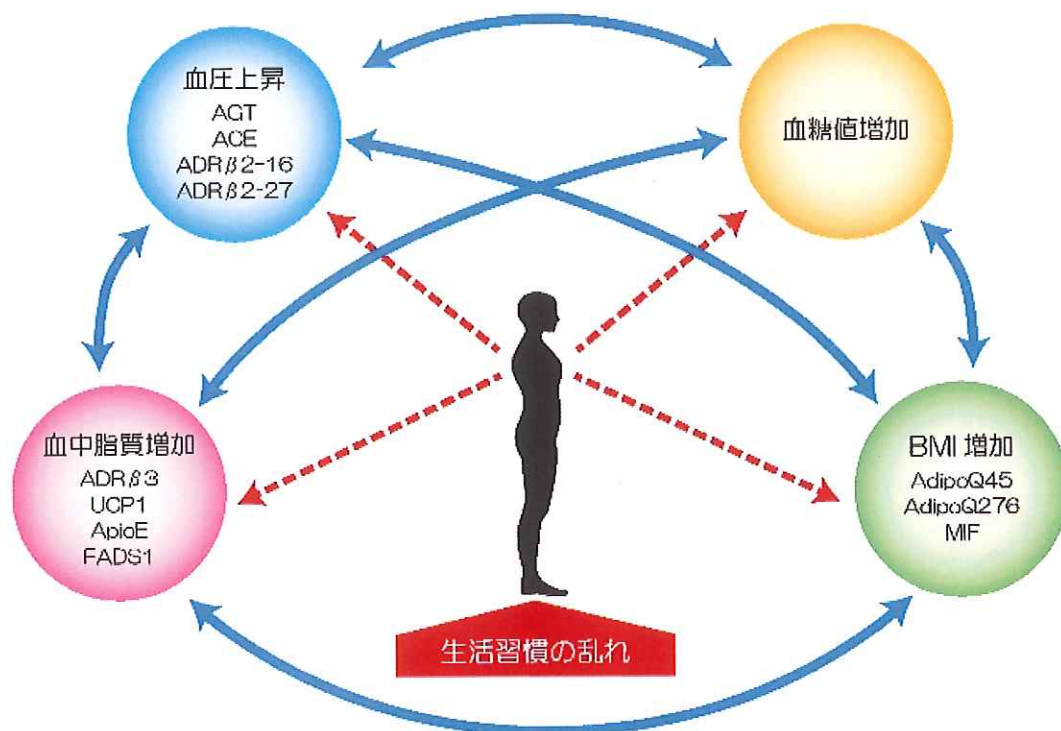 血圧上昇
AGT
ACE
ADRβ2-16
ADRβ2-27
血糖値増加
血中脂質増加
ADRβ3
UCP1
ApioE
FADS1
BMI 増加
AdipoQ45
AdipoQ276
MIF
生活習慣の乱れ